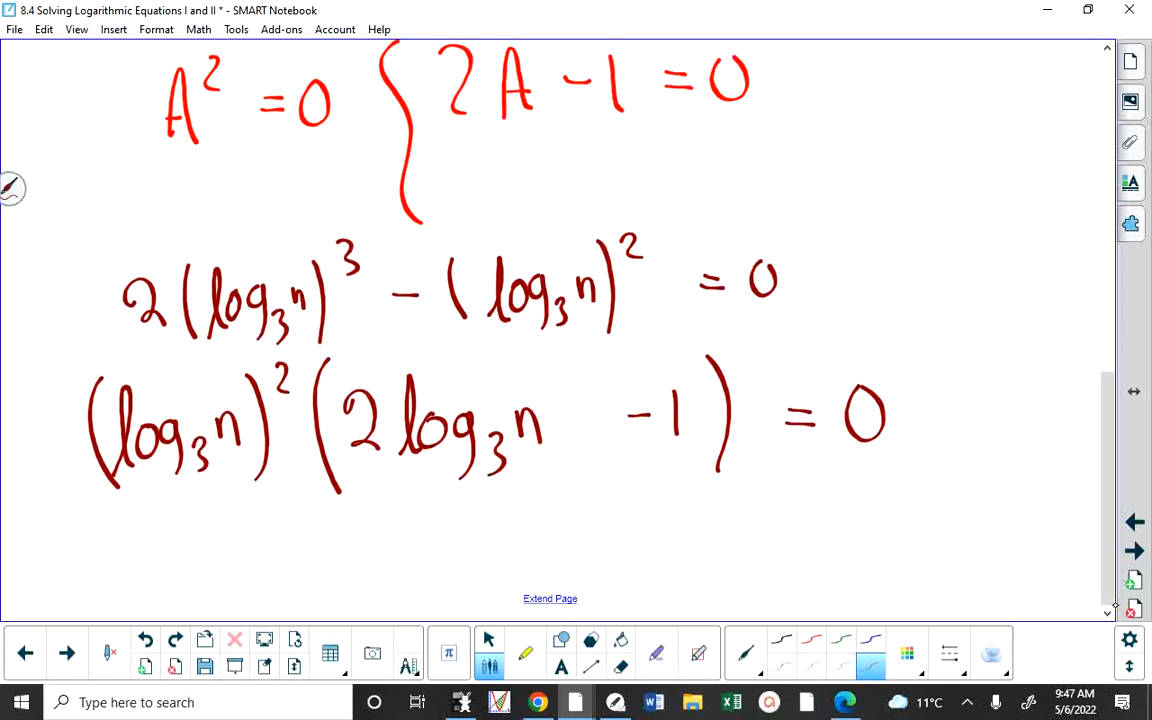 8.4 Solving Logarithmic Equations I and II * - SMART Notebook
File Edit View Insert Format Math Tools Add-ons Account Help
A² = 0 { 2A - 1 = 0
2(log₃n)³ - (log₃n)² = 0
(log₃n)² (2log₃n - 1) = 0
Extend Page
π
A
Type here to search
11°C
9:47 AM
5/6/2022